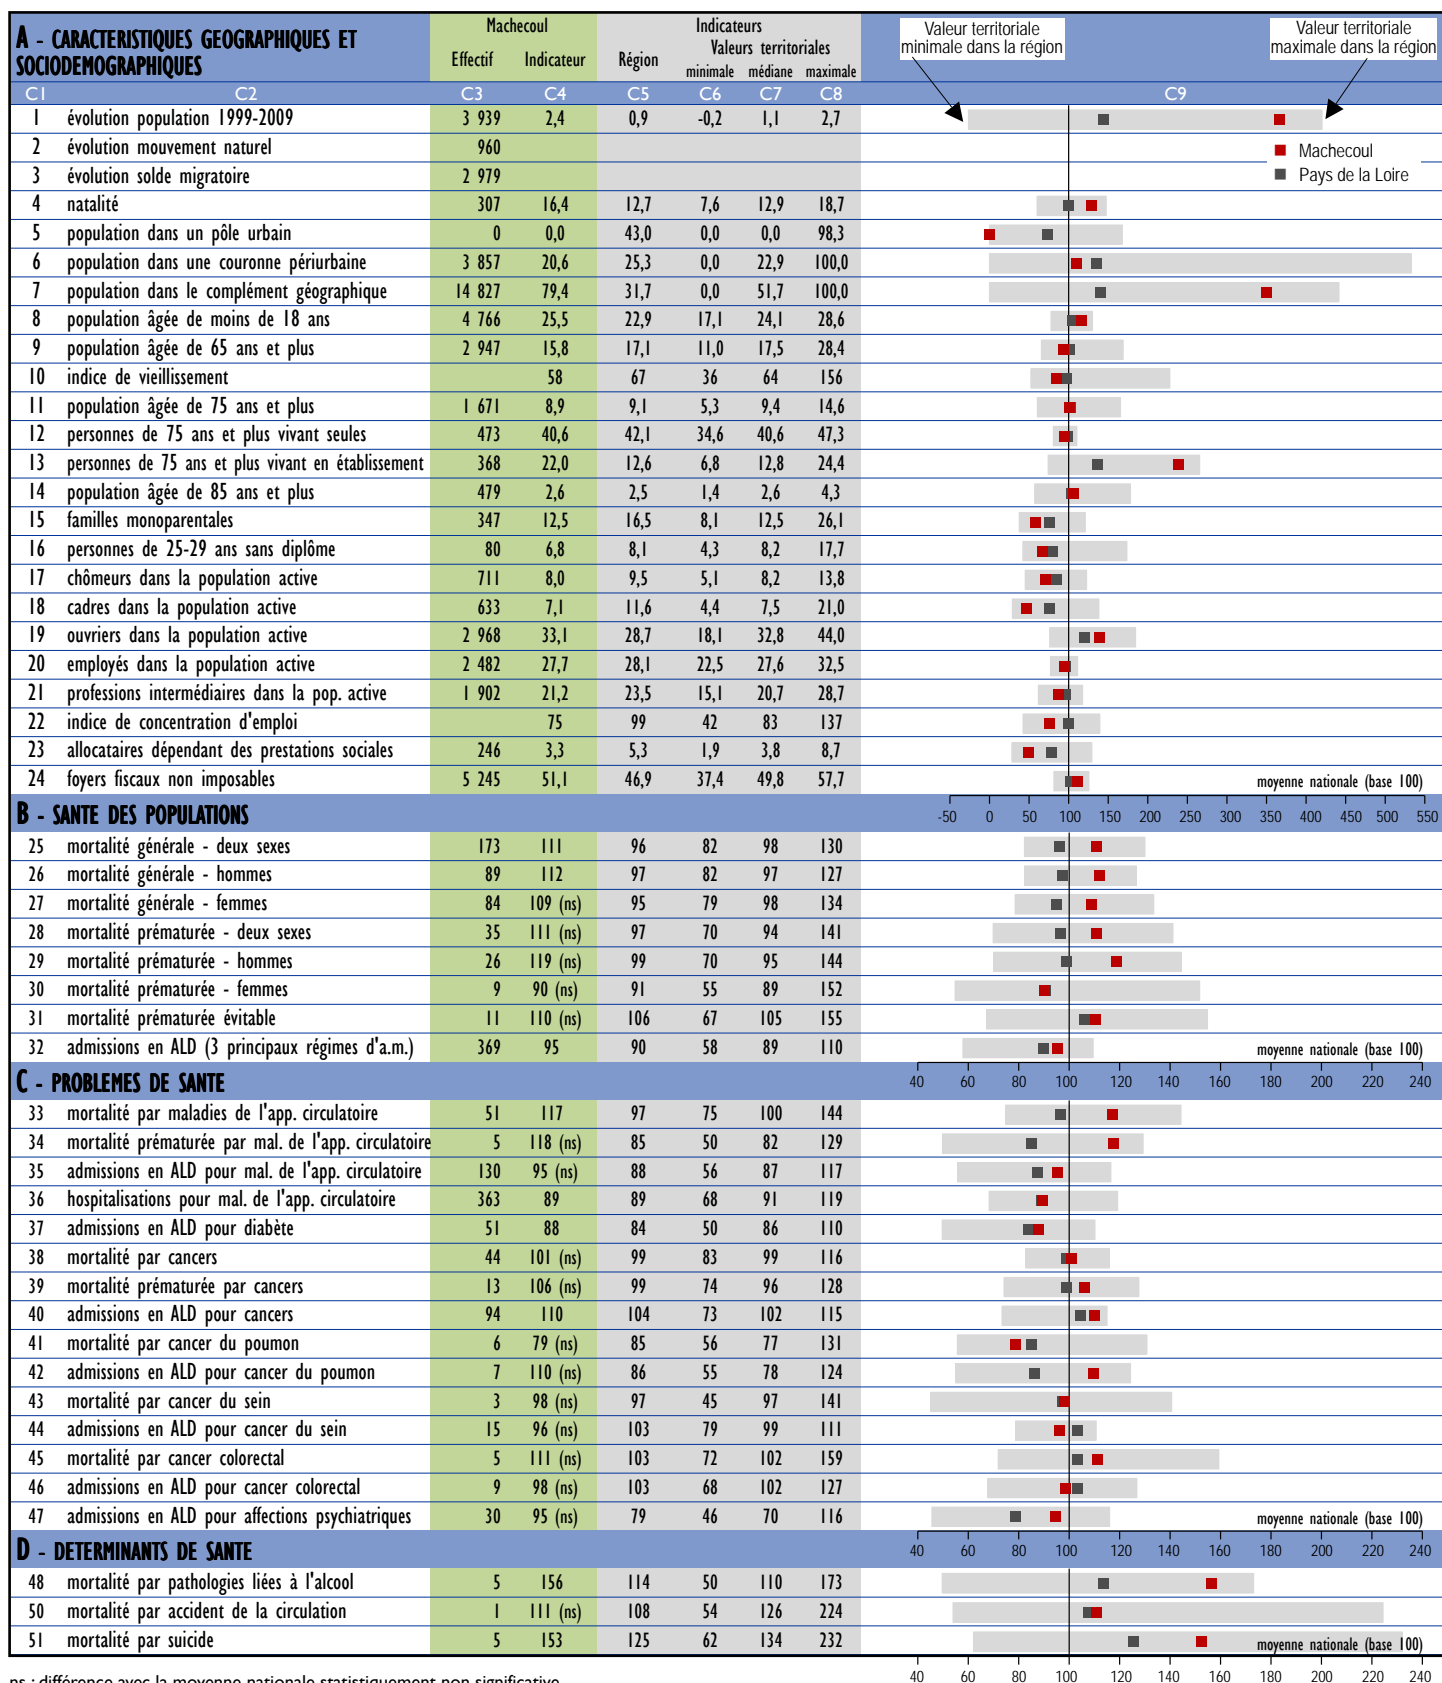 A - CARACTERISTIQUES GEOGRAPHIQUES ET SOCIODEMOGRAPHIQUES
Machecoul
Effectif Indicateur
Indicateurs
Région Valeurs territoriales
minimale médiane maximale
Valeur territoriale minimale dans la région
Valeur territoriale maximale dans la région
C1 C2 C3 C4 C5 C6 C7 C8 C9
1 évolution population 1999-2009 3 939 2,4 0,9 -0,2 1,1 2,7
2 évolution mouvement naturel 960
Machecoul
3 évolution solde migratoire 2 979
Pays de la Loire
4 natalité 307 16,4 12,7 7,6 12,9 18,7
5 population dans un pôle urbain 0 0,0 43,0 0,0 0,0 98,3
6 population dans une couronne périurbaine 3 857 20,6 25,3 0,0 22,9 100,0
7 population dans le complément géographique 14 827 79,4 31,7 0,0 51,7 100,0
8 population âgée de moins de 18 ans 4 766 25,5 22,9 17,1 24,1 28,6
9 population âgée de 65 ans et plus 2 947 15,8 17,1 11,0 17,5 28,4
10 indice de vieillissement 58 67 36 64 156
11 population âgée de 75 ans et plus 1 671 8,9 9,1 5,3 9,4 14,6
12 personnes de 75 ans et plus vivant seules 473 40,6 42,1 34,6 40,6 47,3
13 personnes de 75 ans et plus vivant en établissement 368 22,0 12,6 6,8 12,8 24,4
14 population âgée de 85 ans et plus 479 2,6 2,5 1,4 2,6 4,3
15 familles monoparentales 347 12,5 16,5 8,1 12,5 26,1
16 personnes de 25-29 ans sans diplôme 80 6,8 8,1 4,3 8,2 17,7
17 chômeurs dans la population active 711 8,0 9,5 5,1 8,2 13,8
18 cadres dans la population active 633 7,1 11,6 4,4 7,5 21,0
19 ouvriers dans la population active 2 968 33,1 28,7 18,1 32,8 44,0
20 employés dans la population active 2 482 27,7 28,1 22,5 27,6 32,5
21 professions intermédiaires dans la pop. active 1 902 21,2 23,5 15,1 20,7 28,7
22 indice de concentration d'emploi 75 99 42 83 137
23 allocataires dépendant des prestations sociales 246 3,3 5,3 1,9 3,8 8,7
24 foyers fiscaux non imposables 5 245 51,1 46,9 37,4 49,8 57,7 moyenne nationale (base 100)
B - SANTE DES POPULATIONS
-50 0 50 100 150 200 250 300 350 400 450 500 550
25 mortalité générale - deux sexes 173 111 96 82 98 130
26 mortalité générale - hommes 89 112 97 82 97 127
27 mortalité générale - femmes 84 109 (ns) 95 79 98 134
28 mortalité prématurée - deux sexes 35 111 (ns) 97 70 94 141
29 mortalité prématurée - hommes 26 119 (ns) 99 70 95 144
30 mortalité prématurée - femmes 9 90 (ns) 91 55 89 152
31 mortalité prématurée évitable 11 110 (ns) 106 67 105 155
32 admissions en ALD (3 principaux régimes d'a.m.) 369 95 90 58 89 110 moyenne nationale (base 100)
C - PROBLEMES DE SANTE
40 60 80 100 120 140 160 180 200 220 240
33 mortalité par maladies de l'app. circulatoire 51 117 97 75 100 144
34 mortalité prématurée par mal. de l'app. circulatoire 5 118 (ns) 85 50 82 129
35 admissions en ALD pour mal. de l'app. circulatoire 130 95 (ns) 88 56 87 117
36 hospitalisations pour mal. de l'app. circulatoire 363 89 89 68 91 119
37 admissions en ALD pour diabète 51 88 84 50 86 110
38 mortalité par cancers 44 101 (ns) 99 83 99 116
39 mortalité prématurée par cancers 13 106 (ns) 99 74 96 128
40 admissions en ALD pour cancers 94 110 104 73 102 115
41 mortalité par cancer du poumon 6 79 (ns) 85 56 77 131
42 admissions en ALD pour cancer du poumon 7 110 (ns) 86 55 78 124
43 mortalité par cancer du sein 3 98 (ns) 97 45 97 141
44 admissions en ALD pour cancer du sein 15 96 (ns) 103 79 99 111
45 mortalité par cancer colorectal 5 111 (ns) 103 72 102 159
46 admissions en ALD pour cancer colorectal 9 98 (ns) 103 68 102 127
47 admissions en ALD pour affections psychiatriques 30 95 (ns) 79 46 70 116 moyenne nationale (base 100)
D - DETERMINANTS DE SANTE
40 60 80 100 120 140 160 180 200 220 240
48 mortalité par pathologies liées à l'alcool 5 156 114 50 110 173
50 mortalité par accident de la circulation 1 111 (ns) 108 54 126 224
51 mortalité par suicide 5 153 125 62 134 232 moyenne nationale (base 100)
40 60 80 100 120 140 160 180 200 220 240
ns : différence avec la moyenne nationale statistiquement non significative